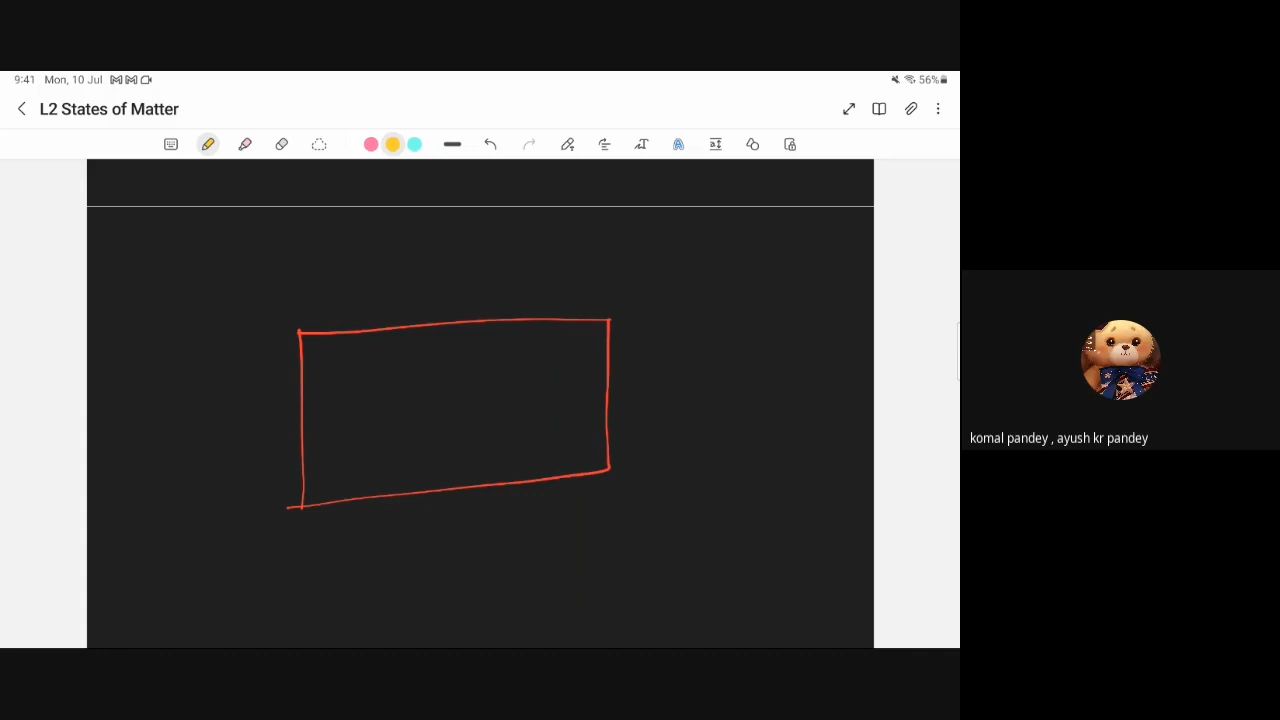 9:41 Mon, 10 Jul 56%
L2 States of Matter
komal pandey , ayush kr pandey